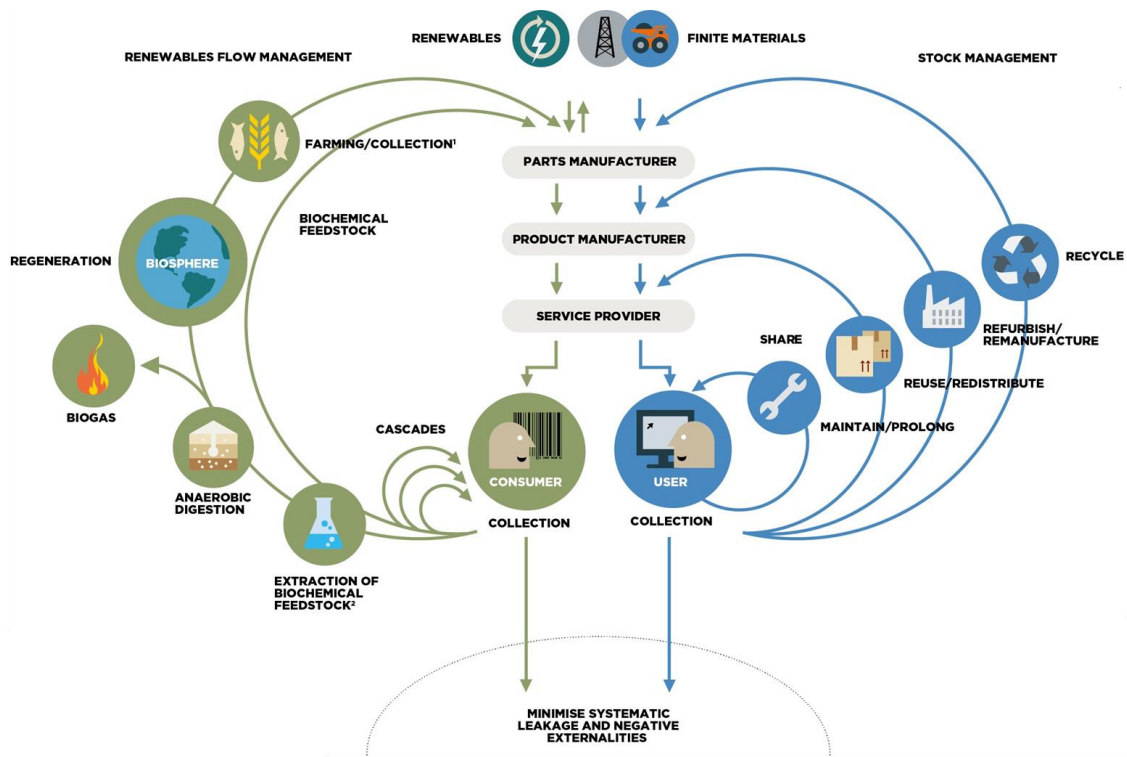 RENEWABLES
FINITE MATERIALS
RENEWABLES FLOW MANAGEMENT
STOCK MANAGEMENT
FARMING/COLLECTION¹
PARTS MANUFACTURER
BIOCHEMICAL
FEEDSTOCK
PRODUCT MANUFACTURER
REGENERATION
BIOSPHERE
RECYCLE
SERVICE PROVIDER
SHARE
REFURBISH/
REMANUFACTURE
REUSE/REDISTRIBUTE
BIOGAS
CASCADES
MAINTAIN/PROLONG
CONSUMER
USER
ANAEROBIC
DIGESTION
COLLECTION
COLLECTION
EXTRACTION OF
BIOCHEMICAL
FEEDSTOCK²
MINIMISE SYSTEMATIC
LEAKAGE AND NEGATIVE
EXTERNALITIES